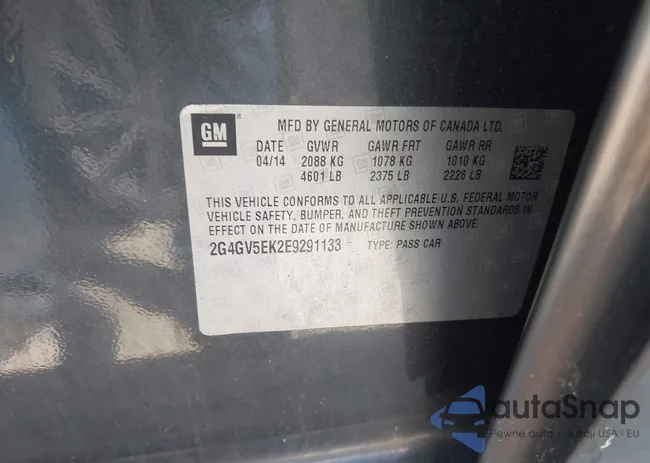 GM
®
MFD BY GENERAL MOTORS OF CANADA LTD.
DATE GVWR GAWR FRT GAWR RR
04/14 2088 KG 1078 KG 1010 KG
4601 LB 2375 LB 2226 LB
THIS VEHICLE CONFORMS TO ALL APPLICABLE U.S. FEDERAL MOTOR
VEHICLE SAFETY, BUMPER, AND THEFT PREVENTION STANDARDS IN
EFFECT ON THE DATE OF MANUFACTURE SHOWN ABOVE.
2G4GV5EK2E9291133 TYPE: PASS CAR
autaSnap
Pewne auta z aukcji USA i EU